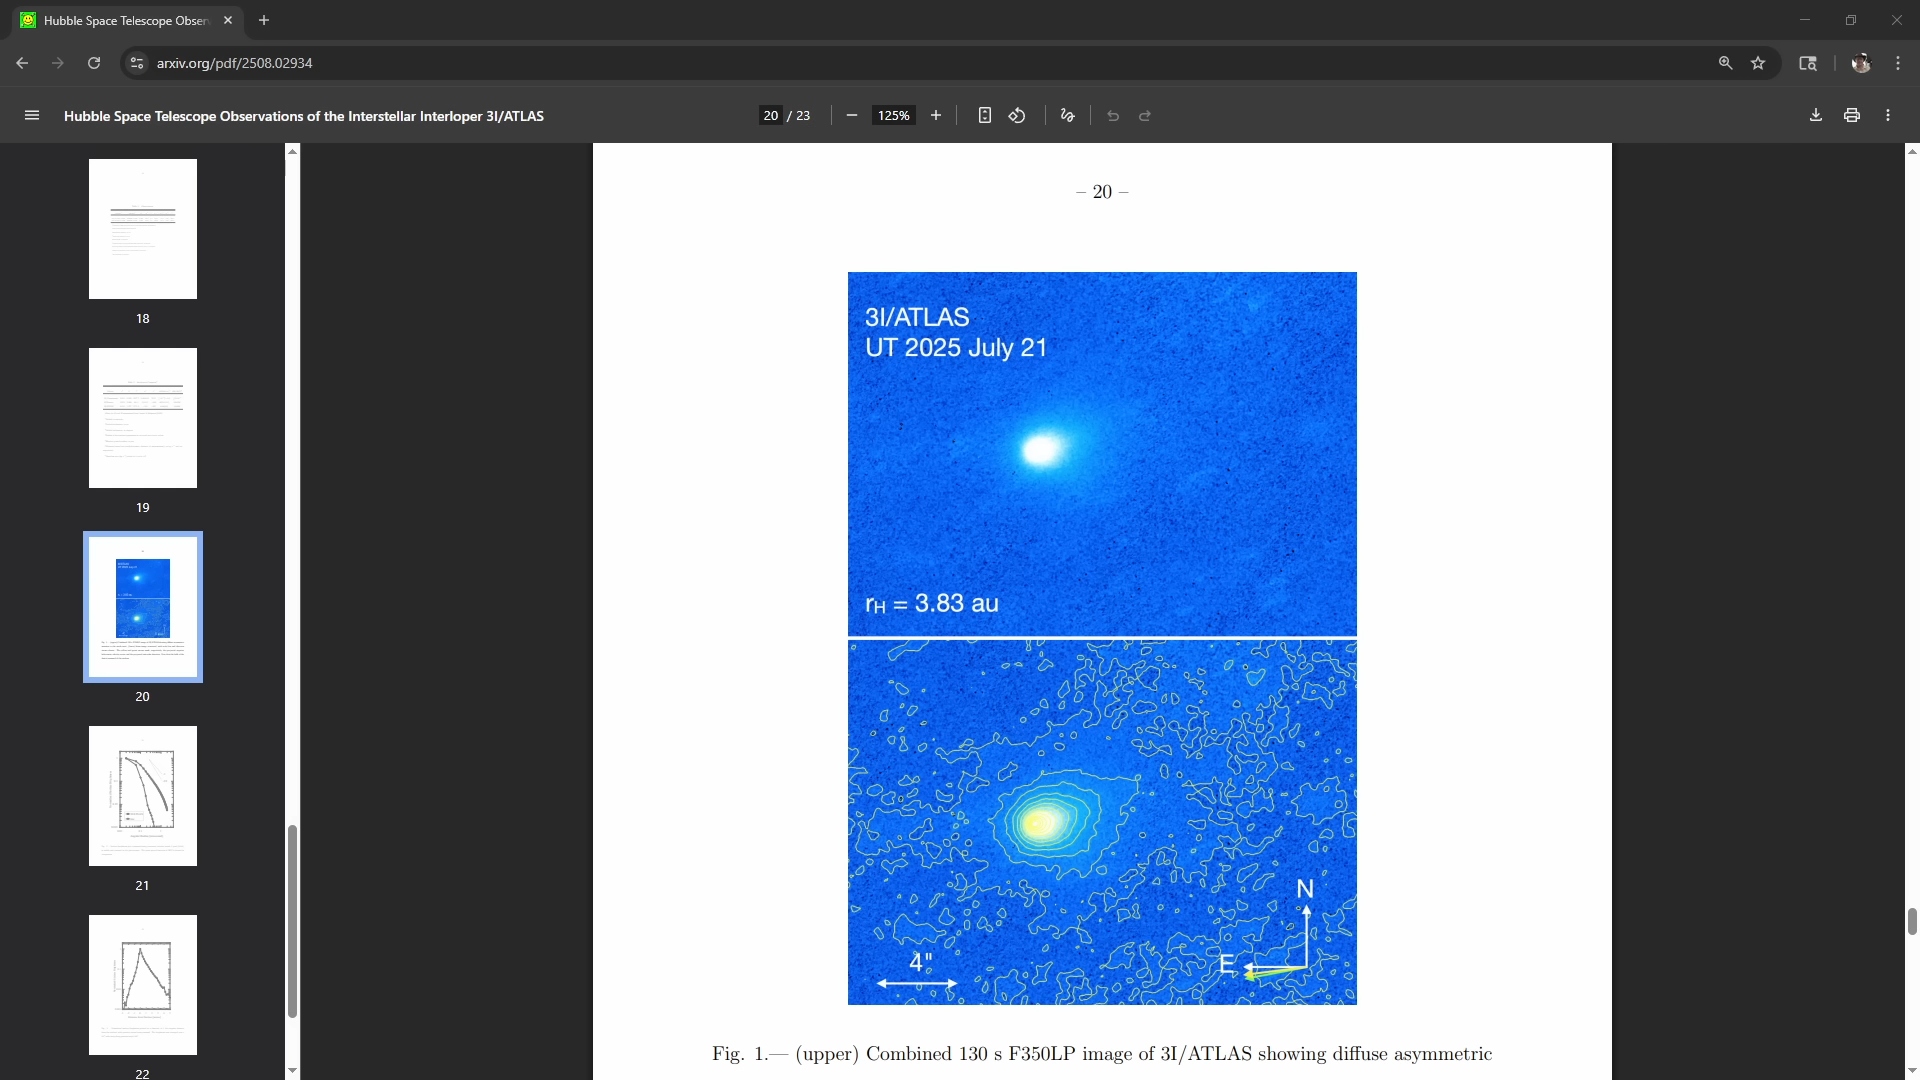 Hubble Space Telescope Obser
arxiv.org/pdf/2508.02934
Hubble Space Telescope Observations of the Interstellar Interloper 3I/ATLAS
20 / 23
125%
18
19
20
21
22
– 20 –
3I/ATLAS
UT 2025 July 21
rH = 3.83 au
N
E
4"
Fig. 1.— (upper) Combined 130 s F350LP image of 3I/ATLAS showing diffuse asymmetric